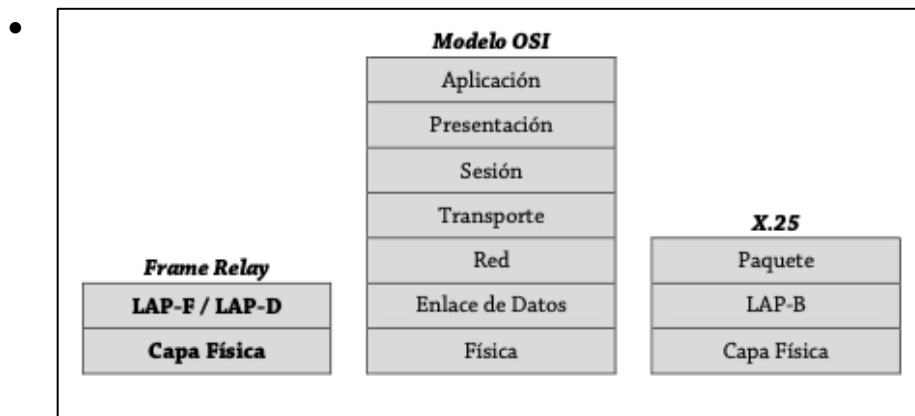 •
Modelo OSI
Aplicación
Presentación
Sesión
Transporte
Red
Enlace de Datos
Física
Frame Relay
LAP-F / LAP-D
Capa Física
X.25
Paquete
LAP-B
Capa Física